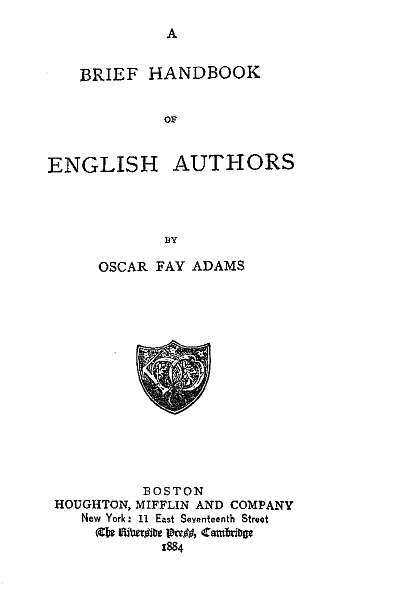 A
BRIEF HANDBOOK
OF
ENGLISH AUTHORS
BY
OSCAR FAY ADAMS
BOSTON
HOUGHTON, MIFFLIN AND COMPANY
New York: 11 East Seventeenth Street
The Riverside Press, Cambridge
1884